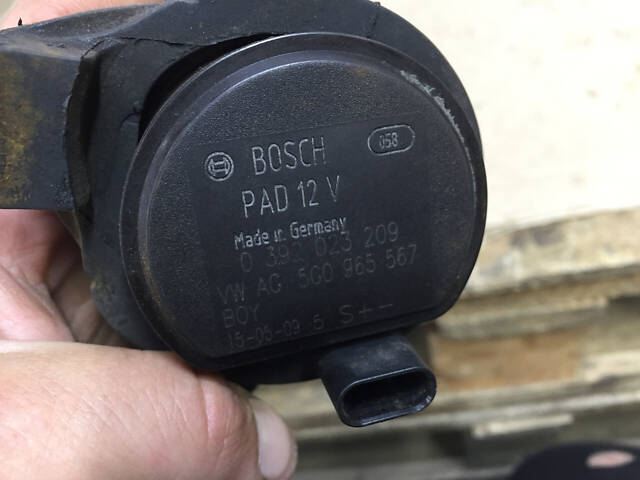 BOSCH 058
PAD 12 V
Made in Germany
0 392 023 209
VW AG 5G0 965 567
BOY
15-06-09 5 S+-